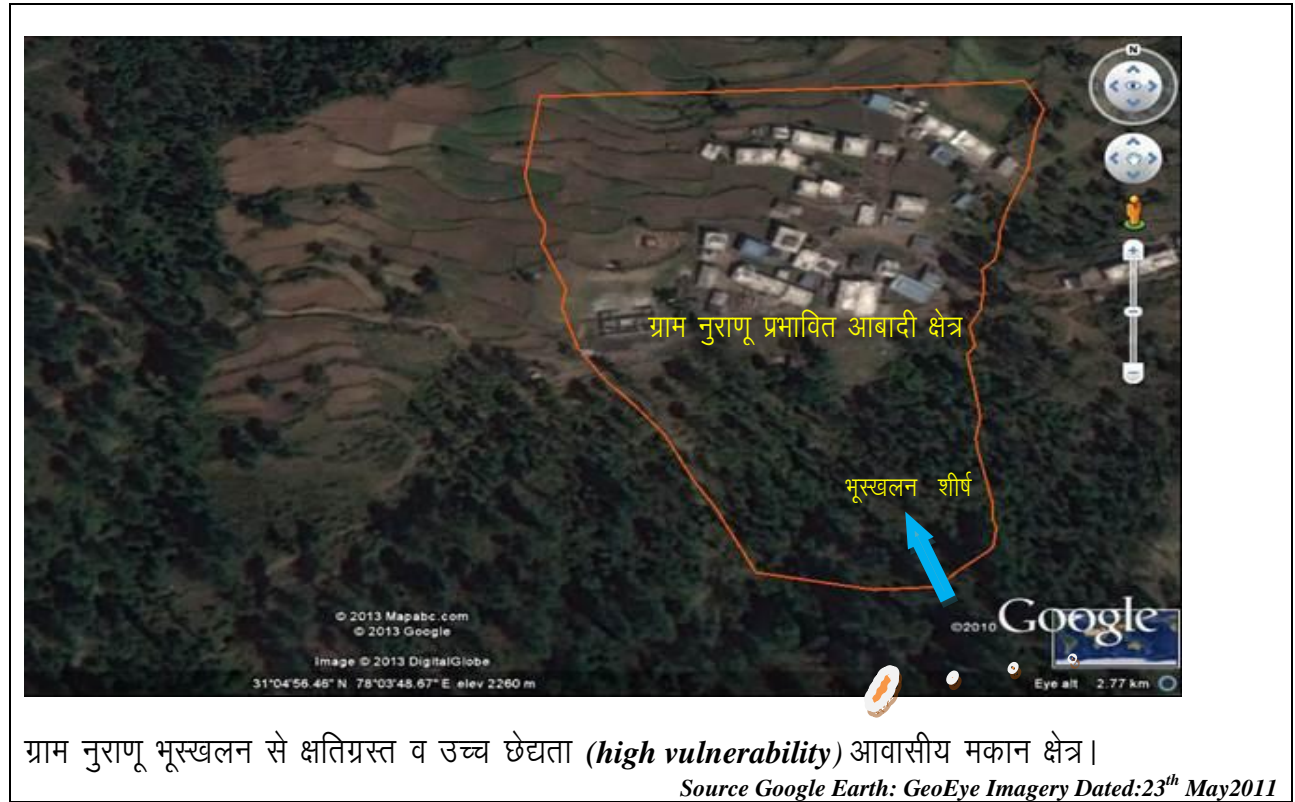 N
ग्राम नुराणू प्रभावित आबादी क्षेत्र
भूस्खलन शीर्ष
© 2013 Mapabc.com
© 2013 Google
©2010 Google
Image © 2013 DigitalGlobe
31°04'56.46" N 78°03'48.67" E elev 2260 m
Eye alt 2.77 km
ग्राम नुराणू भूस्खलन से क्षतिग्रस्त व उच्च छेद्यता (high vulnerability) आवासीय मकान क्षेत्र।
Source Google Earth: GeoEye Imagery Dated:23th May2011